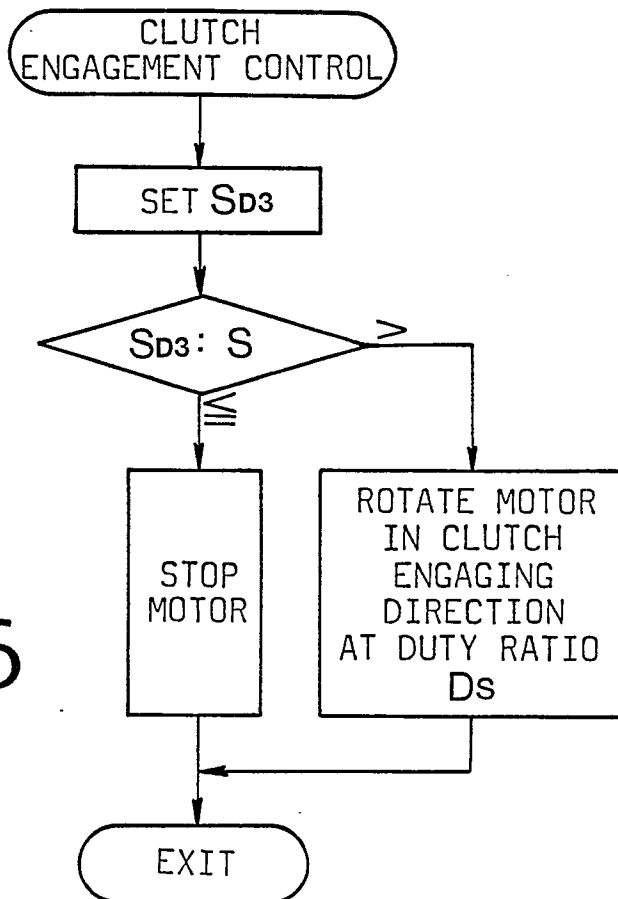 CLUTCH
ENGAGEMENT CONTROL
SET SD3
SD3: S
>
≦
STOP
MOTOR
ROTATE MOTOR
IN CLUTCH
ENGAGING
DIRECTION
AT DUTY RATIO
Ds
EXIT